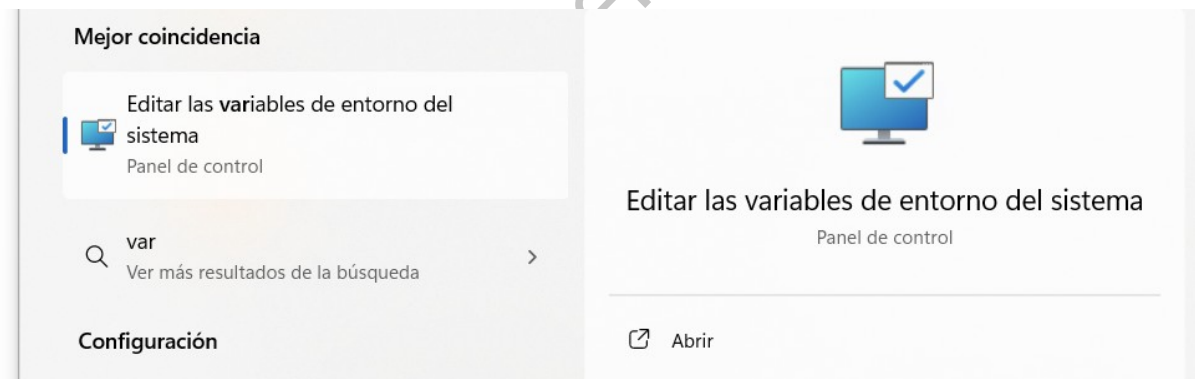 Mejor coincidencia
Editar las variables de entorno del
sistema
Panel de control
var
Ver más resultados de la búsqueda
Configuración
Editar las variables de entorno del sistema
Panel de control
Abrir